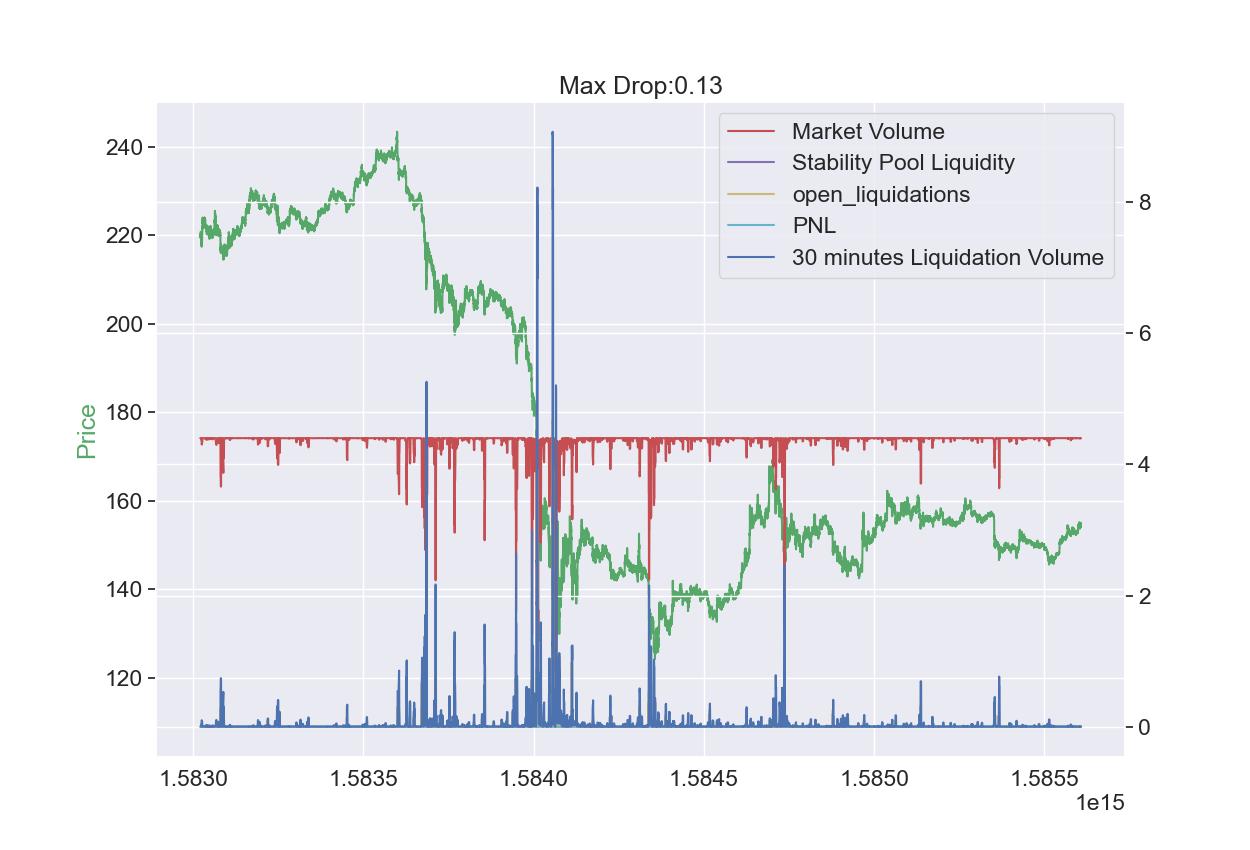 Max Drop:0.13
Market Volume
Stability Pool Liquidity
open_liquidations
PNL
30 minutes Liquidation Volume
Price
240
220
200
180
160
140
120
8
6
4
2
0
1.5830 1.5835 1.5840 1.5845 1.5850 1.5855
1e15